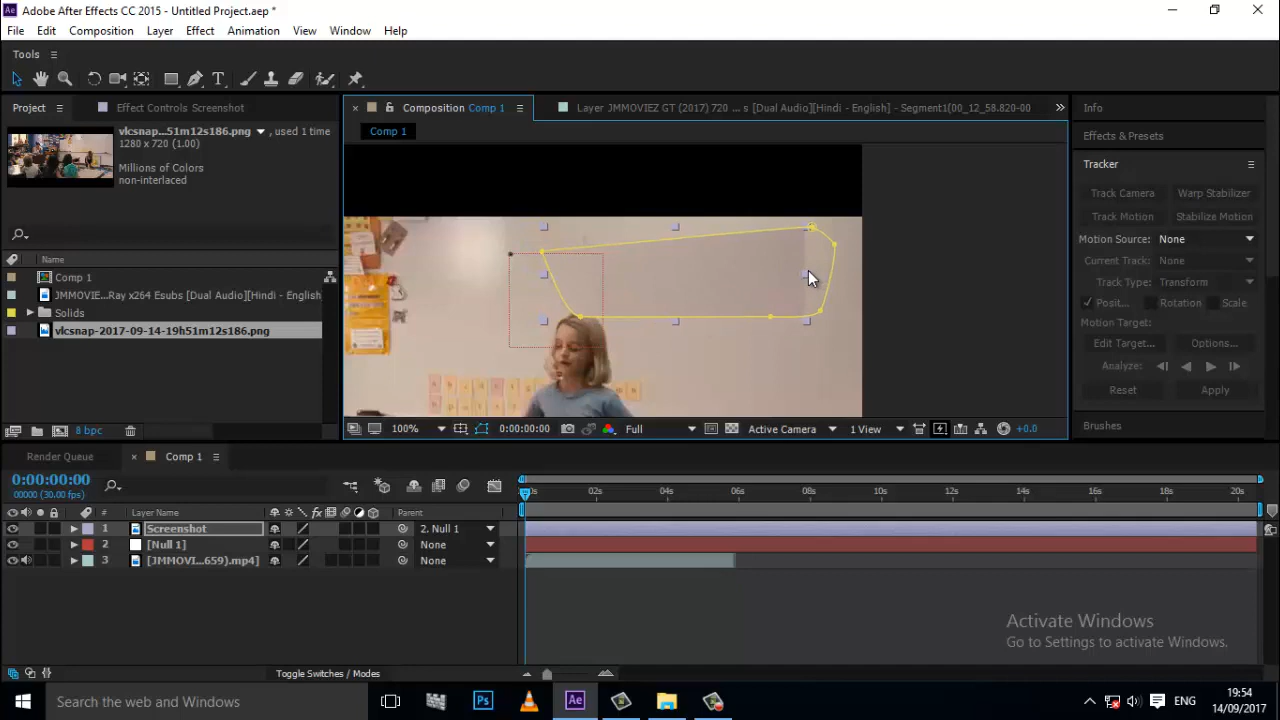 Adobe After Effects CC 2015 - Untitled Project.aep *
File Edit Composition Layer Effect Animation View Window Help
Tools
Project
Effect Controls Screenshot
Composition Comp 1
Layer JMMOVIEZ GT (2017) 720 ... s [Dual Audio][Hindi - English] - Segment1(00_12_58.820-00
Info
vlcsnap...51m12s186.png , used 1 time
1280 x 720 (1.00)
Millions of Colors
non-interlaced
Comp 1
Effects & Presets
Tracker
Track Camera Warp Stabilizer
Track Motion Stabilize Motion
Motion Source: None
Current Track: None
Track Type: Transform
Posit... Rotation Scale
Motion Target:
Edit Target... Options...
Analyze:
Reset Apply
Brushes
Name
Comp 1
JMMOVIE...Ray x264 Esubs [Dual Audio][Hindi - English
Solids
vlcsnap-2017-09-14-19h51m12s186.png
8 bpc
100% 0:00:00:00 Full Active Camera 1 View +0.0
Render Queue Comp 1
0:00:00:00
00000 (30.00 fps)
# Layer Name Parent
1 Screenshot 2. Null 1
2 [Null 1] None
3 [JMMOVI...659).mp4] None
0s 02s 04s 06s 08s 10s 12s 14s 16s 18s 20s
Toggle Switches / Modes
Activate Windows
Go to Settings to activate Windows.
Search the web and Windows
Ps Ae
ENG
19:54
14/09/2017